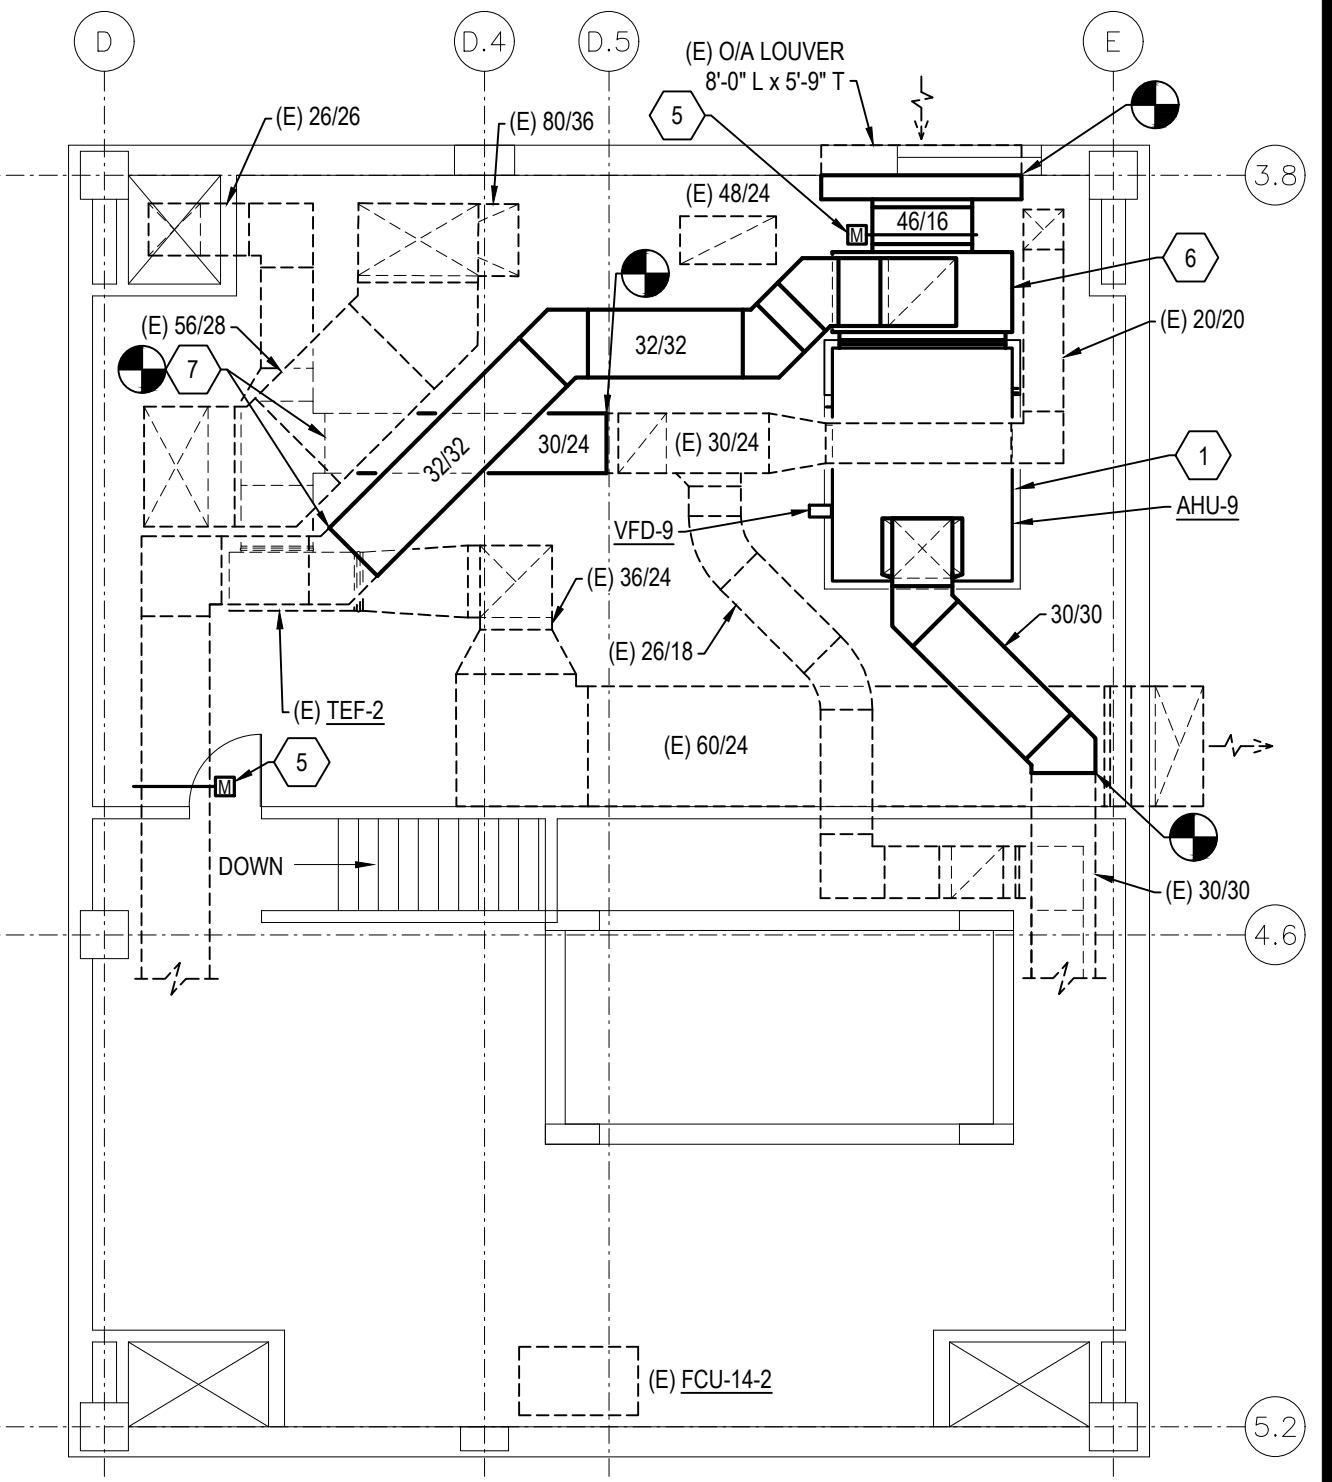 D
D.4
D.5
E
(E) O/A LOUVER
8'-0" L x 5'-9" T
(E) 26/26
(E) 80/36
5
3.8
(E) 48/24
46/16
M
6
(E) 56/28
7
32/32
(E) 20/20
32/32
30/24
(E) 30/24
1
AHU-9
VFD-9
(E) 36/24
30/30
(E) 26/18
(E) TEF-2
(E) 60/24
5
M
DOWN
(E) 30/30
4.6
(E) FCU-14-2
5.2